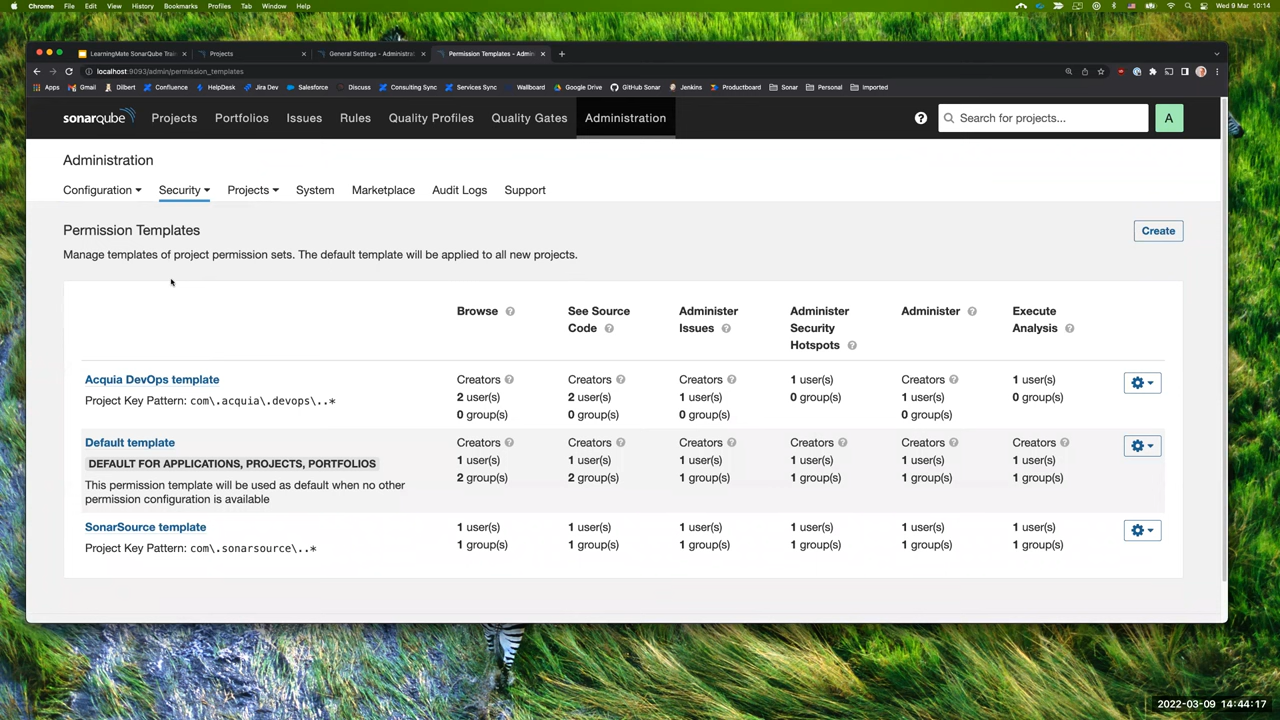 Chrome File Edit View History Bookmarks Profiles Tab Window Help Wed 9 Mar 10:14
LearningMate SonarQube Train Projects General Settings - Administra Permission Templates - Admin
localhost:9093/admin/permission_templates
Apps Gmail Dilbert Confluence HelpDesk Jira Dev Salesforce Discuss Consulting Sync Services Sync Wallboard Google Drive GitHub Sonar Jenkins Productboard Sonar Personal Imported
sonarqube Projects Portfolios Issues Rules Quality Profiles Quality Gates Administration ? Search for projects... A
Administration
Configuration Security Projects System Marketplace Audit Logs Support
Permission Templates Create
Manage templates of project permission sets. The default template will be applied to all new projects.
Browse ? See Source Code ? Administer Issues ? Administer Security Hotspots ? Administer ? Execute Analysis ?
Acquia DevOps template Creators ? Creators ? Creators ? 1 user(s) Creators ? 1 user(s)
Project Key Pattern: com\.acquia\.devops\..* 2 user(s) 2 user(s) 1 user(s) 0 group(s) 1 user(s) 0 group(s)
0 group(s) 0 group(s) 0 group(s) 0 group(s)
Default template Creators ? Creators ? Creators ? Creators ? Creators ? Creators ?
DEFAULT FOR APPLICATIONS, PROJECTS, PORTFOLIOS 1 user(s) 1 user(s) 1 user(s) 1 user(s) 1 user(s) 1 user(s)
This permission template will be used as default when no other 2 group(s) 2 group(s) 1 group(s) 1 group(s) 1 group(s) 1 group(s)
permission configuration is available
SonarSource template 1 user(s) 1 user(s) 1 user(s) 1 user(s) 1 user(s) 1 user(s)
Project Key Pattern: com\.sonarsource\..* 1 group(s) 1 group(s) 1 group(s) 1 group(s) 1 group(s) 1 group(s)
2022-03-09 14:44:17